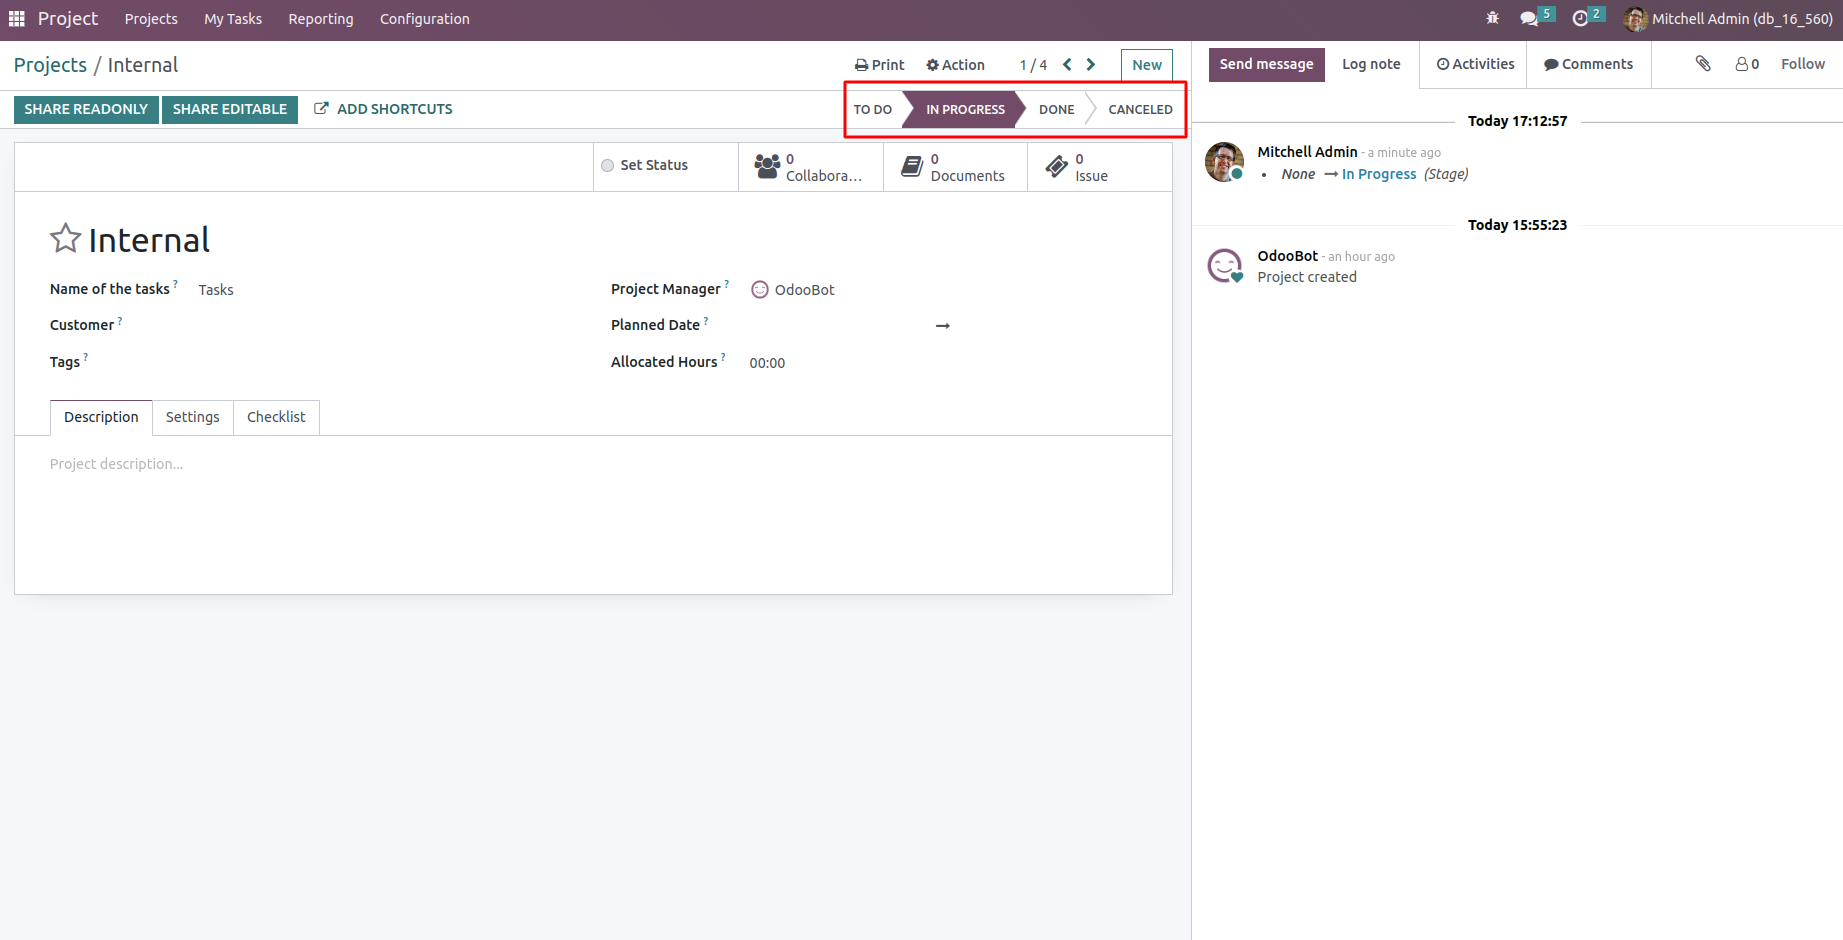 Project Projects My Tasks Reporting Configuration 5 2 Mitchell Admin (db_16_560)
Projects / Internal Print Action 1 / 4 New
SHARE READONLY SHARE EDITABLE ADD SHORTCUTS TO DO IN PROGRESS DONE CANCELED
Set Status
0
Collabora...
0
Documents
0
Issue
Internal
Name of the tasks ? Tasks
Customer ?
Tags ?
Project Manager ? OdooBot
Planned Date ? →
Allocated Hours ? 00:00
Description Settings Checklist
Project description...
Send message Log note Activities Comments 0 Follow
Today 17:12:57
Mitchell Admin - a minute ago
• None → In Progress (Stage)
Today 15:55:23
OdooBot - an hour ago
Project created